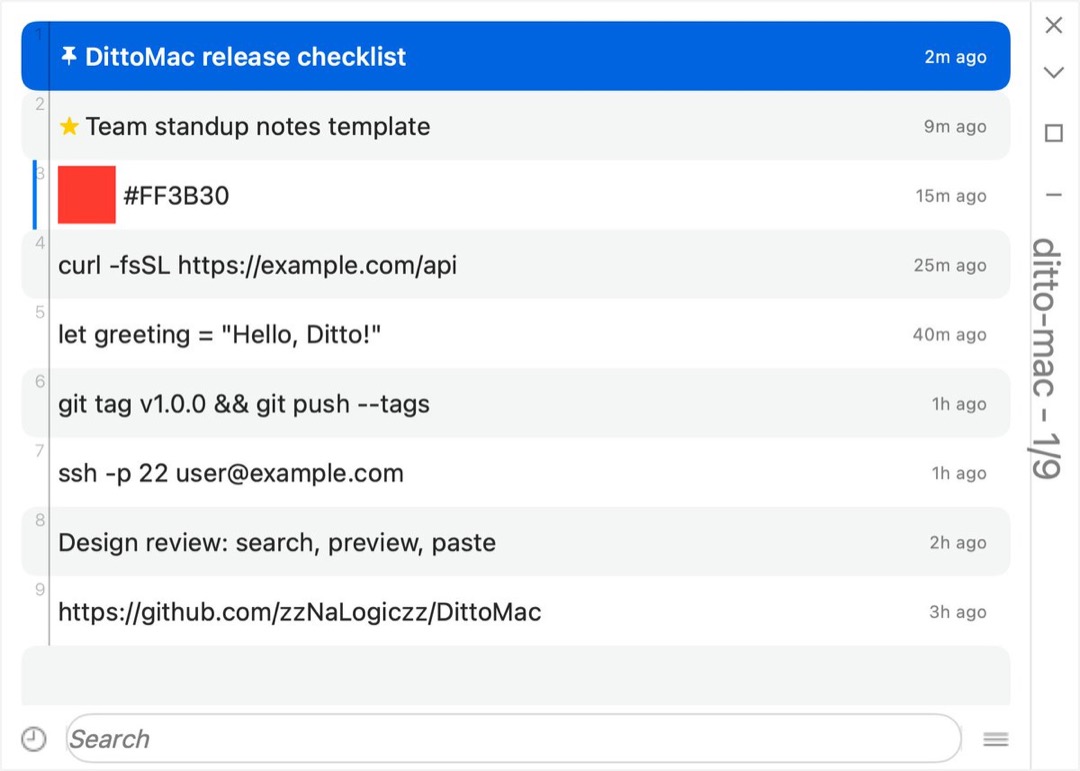 1
DittoMac release checklist 2m ago
2
Team standup notes template 9m ago
3
#FF3B30 15m ago
4
curl -fsSL https://example.com/api 25m ago
5
let greeting = "Hello, Ditto!" 40m ago
6
git tag v1.0.0 && git push --tags 1h ago
7
ssh -p 22 user@example.com 1h ago
8
Design review: search, preview, paste 2h ago
9
https://github.com/zzNaLogiczz/DittoMac 3h ago
Search
ditto-mac - 1/9